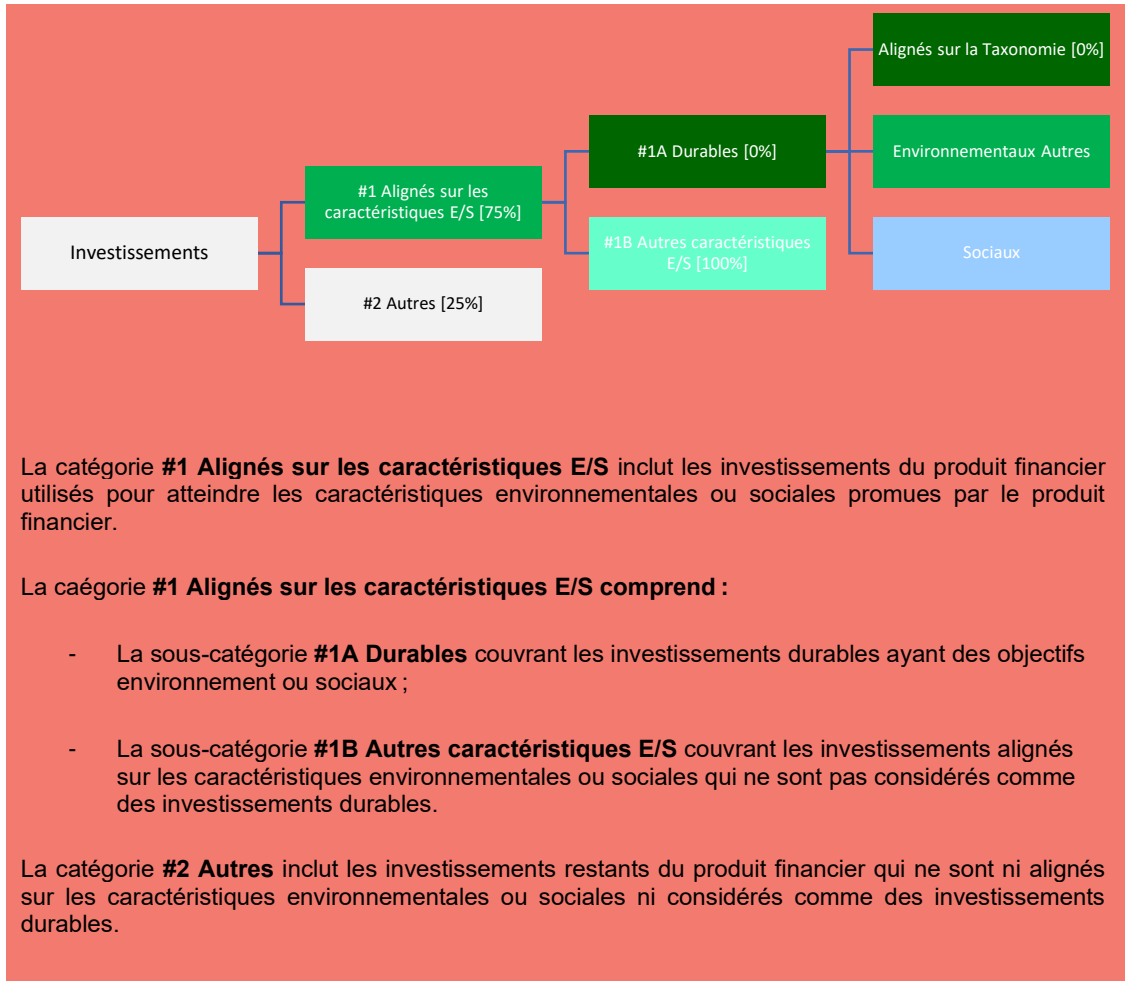 Alignés sur la Taxonomie [0%]
#1A Durables [0%]
Environnementaux Autres
#1 Alignés sur les
caractéristiques E/S [75%]
Investissements
#1B Autres caractéristiques
E/S [100%]
Sociaux
#2 Autres [25%]
La catégorie #1 Alignés sur les caractéristiques E/S inclut les investissements du produit financier
utilisés pour atteindre les caractéristiques environnementales ou sociales promues par le produit
financier.
La caégorie #1 Alignés sur les caractéristiques E/S comprend :
- La sous-catégorie #1A Durables couvrant les investissements durables ayant des objectifs
environnement ou sociaux ;
- La sous-catégorie #1B Autres caractéristiques E/S couvrant les investissements alignés
sur les caractéristiques environnementales ou sociales qui ne sont pas considérés comme
des investissements durables.
La catégorie #2 Autres inclut les investissements restants du produit financier qui ne sont ni alignés
sur les caractéristiques environnementales ou sociales ni considérés comme des investissements
durables.